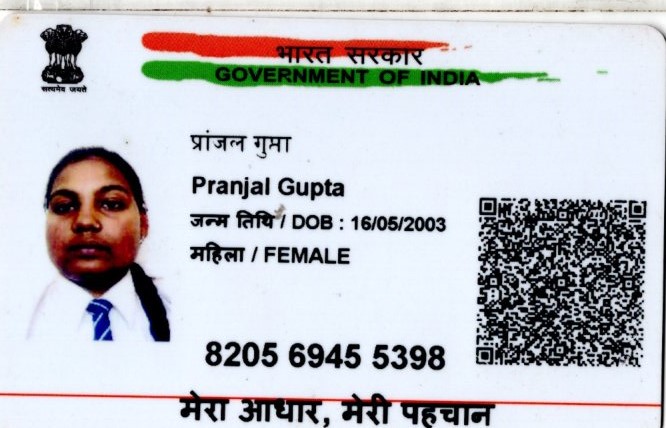 भारत सरकार
GOVERNMENT OF INDIA
सत्यमेव जयते
प्रांजल गुप्ता
Pranjal Gupta
जन्म तिथि / DOB : 16/05/2003
महिला / FEMALE
8205 6945 5398
मेरा आधार, मेरी पहचान